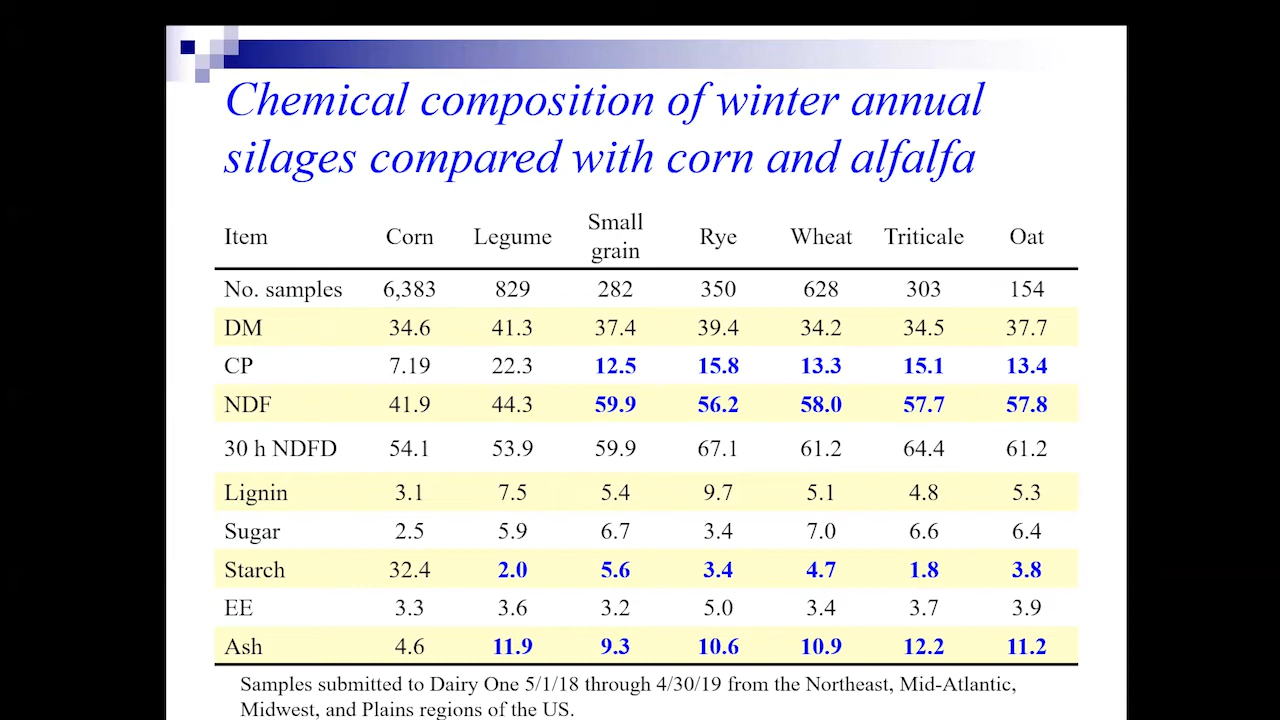 Chemical composition of winter annual
silages compared with corn and alfalfa
Item Corn Legume Small grain Rye Wheat Triticale Oat
No. samples 6,383 829 282 350 628 303 154
DM 34.6 41.3 37.4 39.4 34.2 34.5 37.7
CP 7.19 22.3 12.5 15.8 13.3 15.1 13.4
NDF 41.9 44.3 59.9 56.2 58.0 57.7 57.8
30 h NDFD 54.1 53.9 59.9 67.1 61.2 64.4 61.2
Lignin 3.1 7.5 5.4 9.7 5.1 4.8 5.3
Sugar 2.5 5.9 6.7 3.4 7.0 6.6 6.4
Starch 32.4 2.0 5.6 3.4 4.7 1.8 3.8
EE 3.3 3.6 3.2 5.0 3.4 3.7 3.9
Ash 4.6 11.9 9.3 10.6 10.9 12.2 11.2
Samples submitted to Dairy One 5/1/18 through 4/30/19 from the Northeast, Mid-Atlantic,
Midwest, and Plains regions of the US.